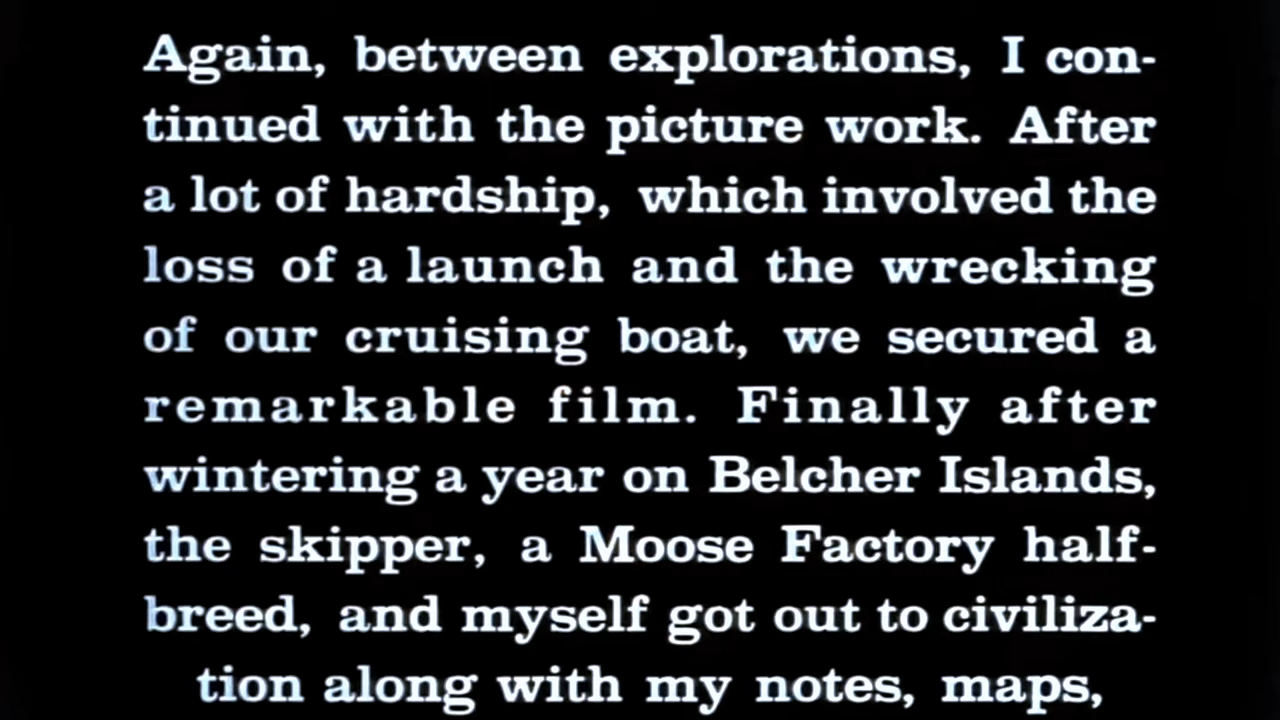 Again, between explorations, I con-
tinued with the picture work. After
a lot of hardship, which involved the
loss of a launch and the wrecking
of our cruising boat, we secured a
remarkable film. Finally after
wintering a year on Belcher Islands,
the skipper, a Moose Factory half-
breed, and myself got out to civiliza-
tion along with my notes, maps,